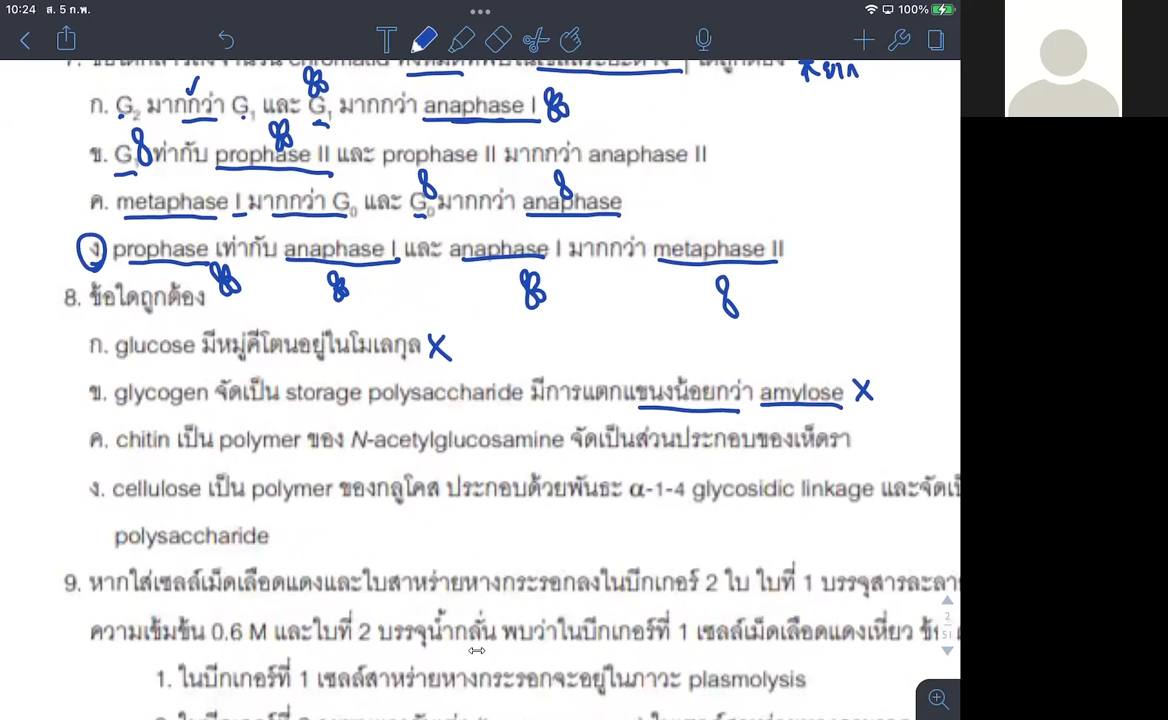 10:24 ส. 5 ก.พ. 100%
ยาก
ก. G₂ มากกว่า G₁ และ G₁ มากกว่า anaphase I 88
88
88
ข. G₁ 8 เท่ากับ prophase II และ prophase II มากกว่า anaphase II
8 8
ค. metaphase I มากกว่า G₀ และ G₀ มากกว่า anaphase
ง prophase เท่ากับ anaphase I และ anaphase I มากกว่า metaphase II
88 88 88 8
8. ข้อใดถูกต้อง
ก. glucose มีหมู่คีโตนอยู่ในโมเลกุล X
ข. glycogen จัดเป็น storage polysaccharide มีการแตกแขนงน้อยกว่า amylose X
ค. chitin เป็น polymer ของ N-acetylglucosamine จัดเป็นส่วนประกอบของเห็ดรา
ง. cellulose เป็น polymer ของกลูโคส ประกอบด้วยพันธะ α-1-4 glycosidic linkage และจัดเป็
polysaccharide
9. หากใส่เซลล์เม็ดเลือดแดงและใบสาหร่ายหางกระรอกลงในบีกเกอร์ 2 ใบ ใบที่ 1 บรรจุสารละลา
ความเข้มข้น 0.6 M และใบที่ 2 บรรจุน้ำกลั่น พบว่าในบีกเกอร์ที่ 1 เซลล์เม็ดเลือดแดงเหี่ยว
2
51
1. ในบีกเกอร์ที่ 1 เซลล์สาหร่ายหางกระรอกจะอยู่ในภาวะ plasmolysis